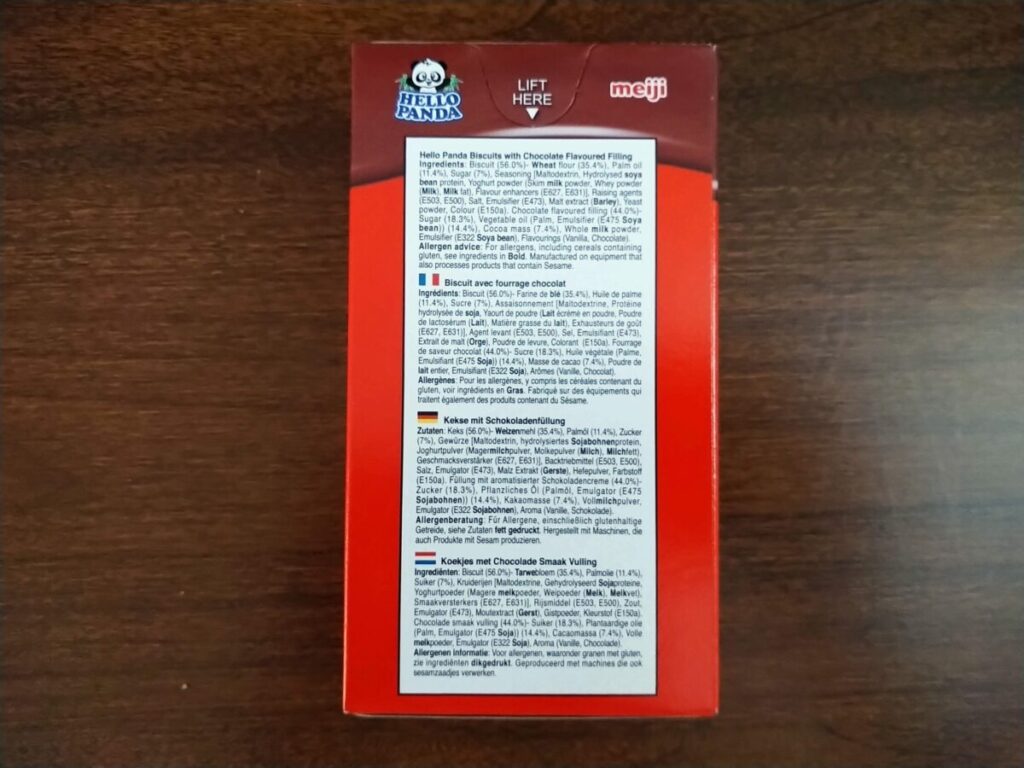 HELLO
PANDA
LIFT
HERE
meiji
Hello Panda Biscuits with Chocolate Flavoured Filling
Ingredients: Biscuit (56.0%)- Wheat flour (35.4%), Palm oil
(11.4%), Sugar (7%), Seasoning [Maltodextrin, Hydrolysed soya
bean protein, Yoghurt powder (Skim milk powder, Whey powder
(Milk), Milk fat), Flavour enhancers (E627, E631)], Raising agents
(E503, E500), Salt, Emulsifier (E473), Malt extract (Barley), Yeast
powder, Colour (E150a). Chocolate flavoured filling (44.0%)-
Sugar (18.3%), Vegetable oil (Palm, Emulsifier (E475 Soya
bean)) (14.4%), Cocoa mass (7.4%), Whole milk powder,
Emulsifier (E322 Soya bean), Flavourings (Vanilla, Chocolate).
Allergen advice: For allergens, including cereals containing
gluten, see ingredients in Bold. Manufactured on equipment that
also processes products that contain Sesame.
Biscuit avec fourrage chocolat
Ingrédients: Biscuit (56.0%)- Farine de blé (35.4%), Huile de palme
(11.4%), Sucre (7%), Assaisonnement [Maltodextrine, Protéine
hydrolysée de soja, Yaourt de poudre (Lait écrémé en poudre, Poudre
de lactosérum (Lait), Matière grasse du lait), Exhausteurs de goût
(E627, E631)], Agent levant (E503, E500), Sel, Emulsifiant (E473),
Extrait de malt (Orge), Poudre de levure, Colorant (E150a). Fourrage
de saveur chocolat (44.0%)- Sucre (18.3%), Huile végétale (Palme,
Emulsifiant (E475 Soja)) (14.4%), Masse de cacao (7.4%), Poudre de
lait entier, Emulsifiant (E322 Soja), Arômes (Vanille, Chocolat).
Allergènes: Pour les allergènes, y compris les céréales contenant du
gluten, voir ingrédients en Gras. Fabriqué sur des équipements qui
traitent également des produits contenant du Sésame.
Kekse mit Schokoladenfüllung
Zutaten: Keks (56.0%)- Weizenmehl (35.4%), Palmöl (11.4%), Zucker
(7%), Gewürze [Maltodextrin, hydrolysiertes Sojabohnenprotein,
Joghurtpulver (Magermilchpulver, Molkepulver (Milch), Milchfett),
Geschmacksverstärker (E627, E631)], Backtriebmittel (E503, E500),
Salz, Emulgator (E473), Malz Extrakt (Gerste), Hefepulver, Farbstoff
(E150a). Füllung mit aromatisierter Schokoladencreme (44.0%)-
Zucker (18.3%), Pflanzliches Öl (Palmöl, Emulgator (E475
Sojabohnen)) (14.4%), Kakaomasse (7.4%), Vollmilchpulver,
Emulgator (E322 Sojabohnen), Aroma (Vanille, Schokolade).
Allergenberatung: Für Allergene, einschließlich glutenhaltige
Getreide, siehe Zutaten fett gedruckt. Hergestellt mit Maschinen, die
auch Produkte mit Sesam produzieren.
Koekjes met Chocolade Smaak Vulling
Ingrediënten: Biscuit (56.0%)- Tarwebloem (35.4%), Palmolie (11.4%),
Suiker (7%), Kruiderijen [Maltodextrine, Gehydrolyseerd Sojaproteine,
Yoghurtpoeder (Magere melkpoeder, Weipoeder (Melk), Melkvet),
Smaakversterkers (E627, E631)], Rijsmiddel (E503, E500), Zout,
Emulgator (E473), Moutextract (Gerst), Gistpoeder, Kleurstof (E150a).
Chocolade smaak vulling (44.0%)- Suiker (18.3%), Plantaardige olie
(Palm, Emulgator (E475 Soja)) (14.4%), Cacaomassa (7.4%), Volle
melkpoeder, Emulgator (E322 Soja), Aroma (Vanille, Chocolade).
Allergenen informatie: Voor allergenen, waaronder granen met gluten,
zie ingrediënten dikgedrukt. Geproduceerd met machines die ook
sesamzaadjes verwerken.